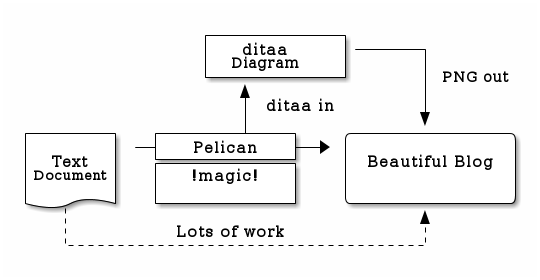 ditaa
Diagram
PNG out
ditaa in
Pelican
Text
Document
!magic!
Beautiful Blog
Lots of work